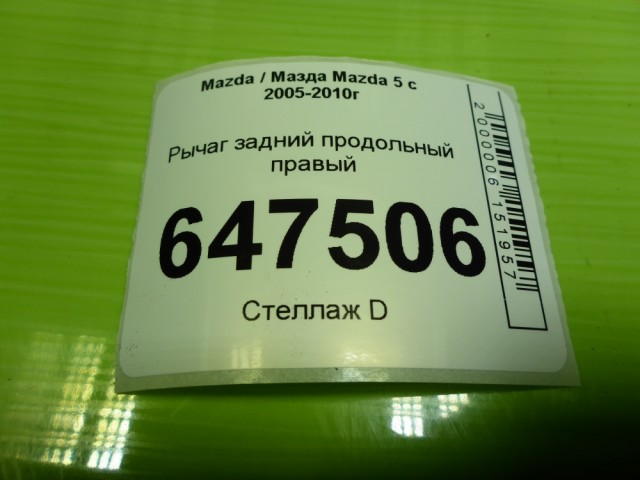 Mazda / Мазда Mazda 5 с
2005-2010г
Рычаг задний продольный
правый
647506
Стеллаж D
2000006151957